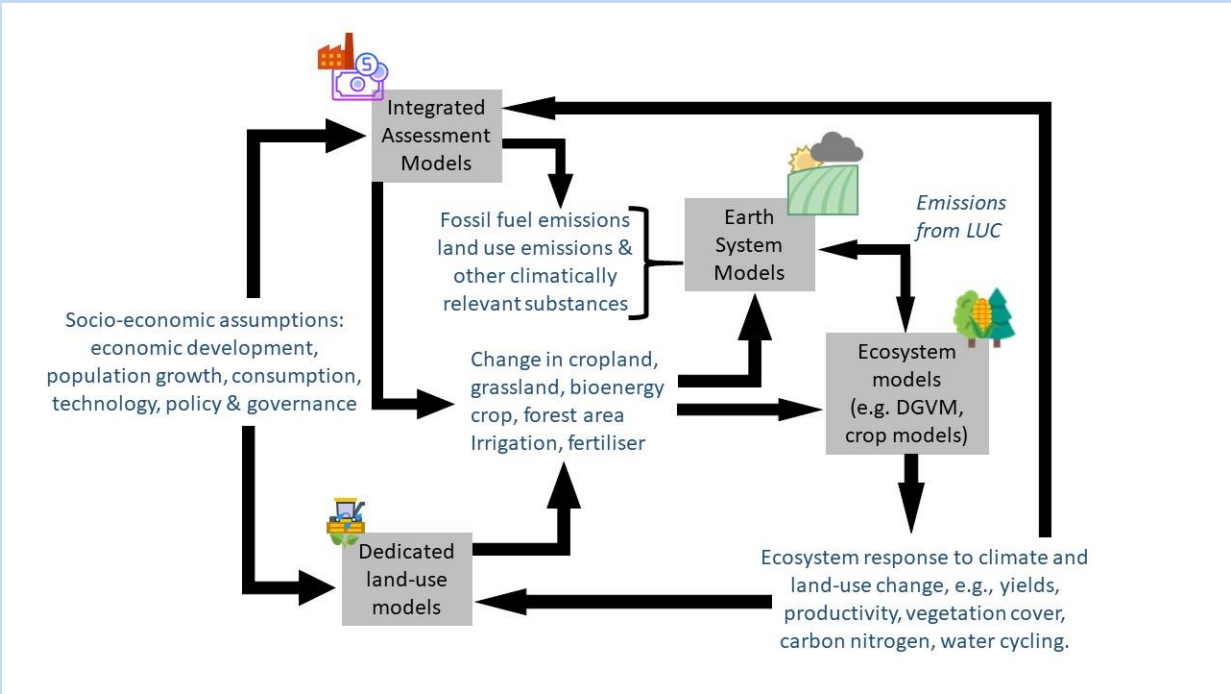 Integrated
Assessment
Models
Fossil fuel emissions
land use emissions &
other climatically
relevant substances
Earth
System
Models
Emissions
from LUC
Socio-economic assumptions:
economic development,
population growth, consumption,
technology, policy & governance
Change in cropland,
grassland, bioenergy
crop, forest area
Irrigation, fertiliser
Ecosystem
models
(e.g. DGVM,
crop models)
Dedicated
land-use
models
Ecosystem response to climate and
land-use change, e.g., yields,
productivity, vegetation cover,
carbon nitrogen, water cycling.